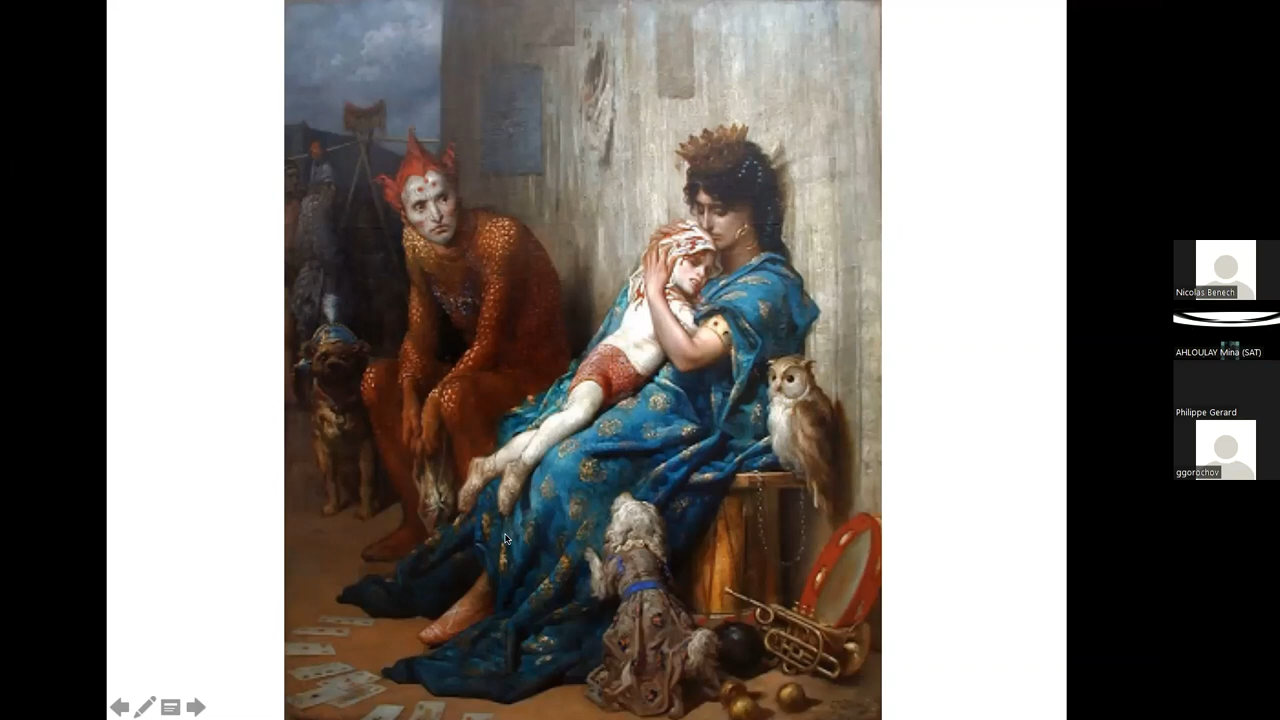 Nicolas Benech
AHLOULAY Mina (SAT)
Philippe Gerard
ggorochov